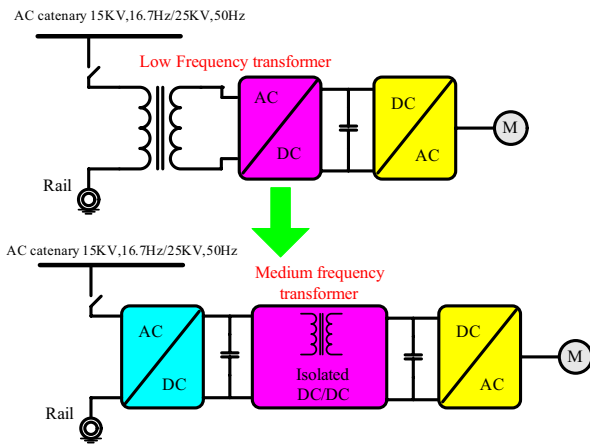 AC catenary 15KV,16.7Hz/25KV,50Hz
Low Frequency transformer
AC
DC
DC
AC
M
Rail
AC catenary 15KV,16.7Hz/25KV,50Hz
Medium frequency
transformer
AC
DC
Isolated
DC/DC
DC
AC
M
Rail